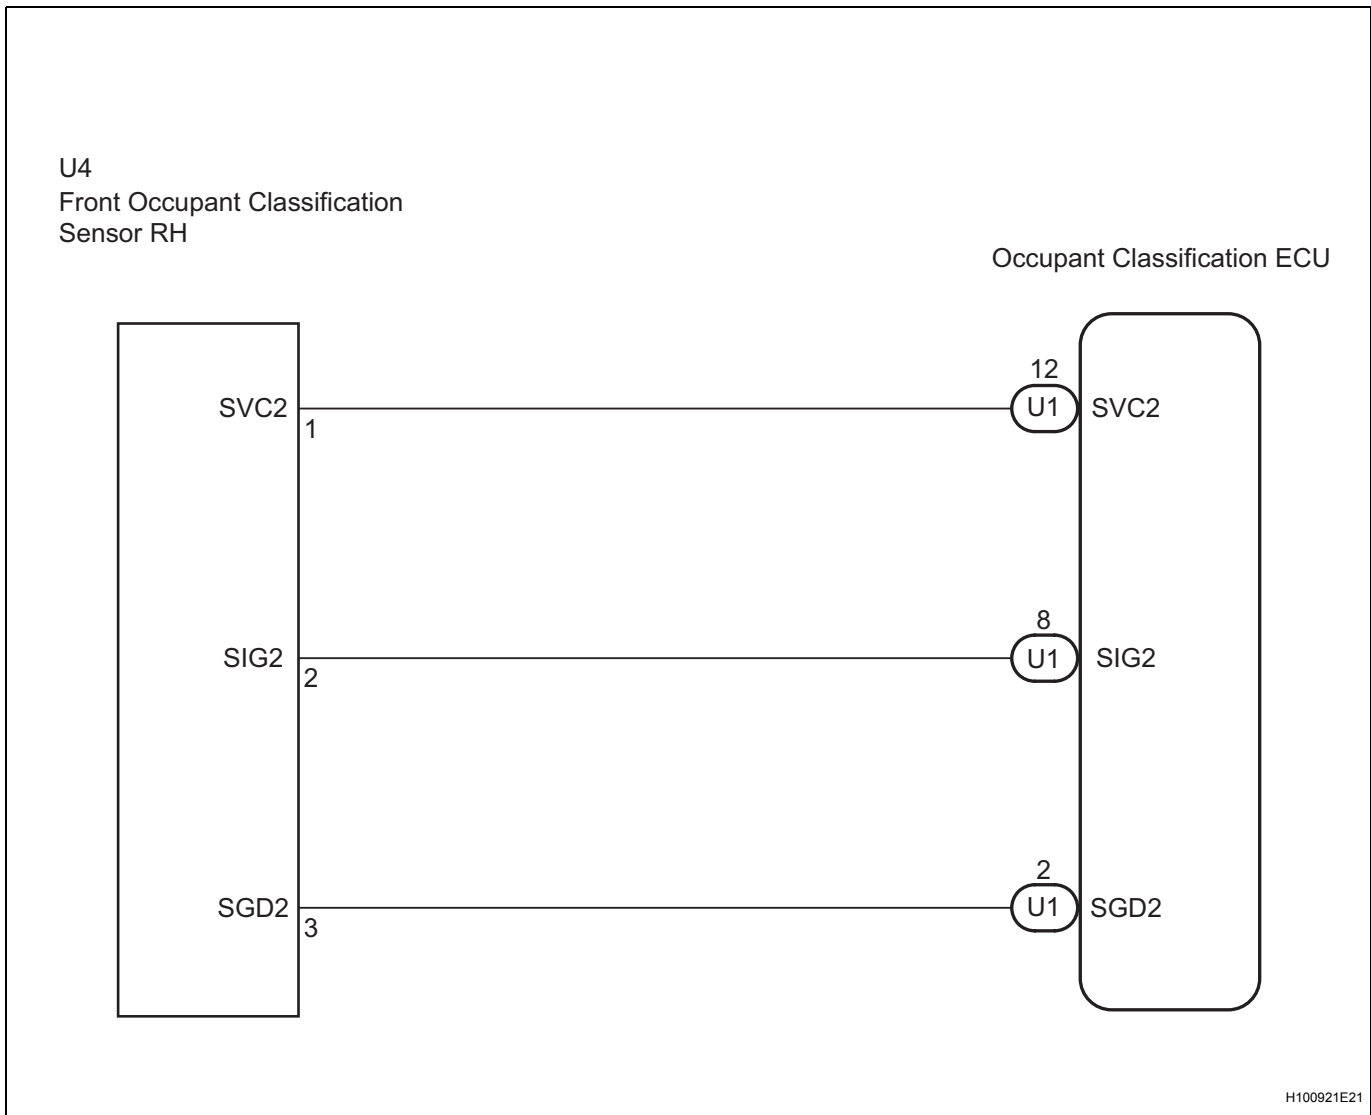 U4
Front Occupant Classification
Sensor RH
Occupant Classification ECU
12
SVC2
1
U1
SVC2
8
SIG2
2
U1
SIG2
2
SGD2
3
U1
SGD2
H100921E21